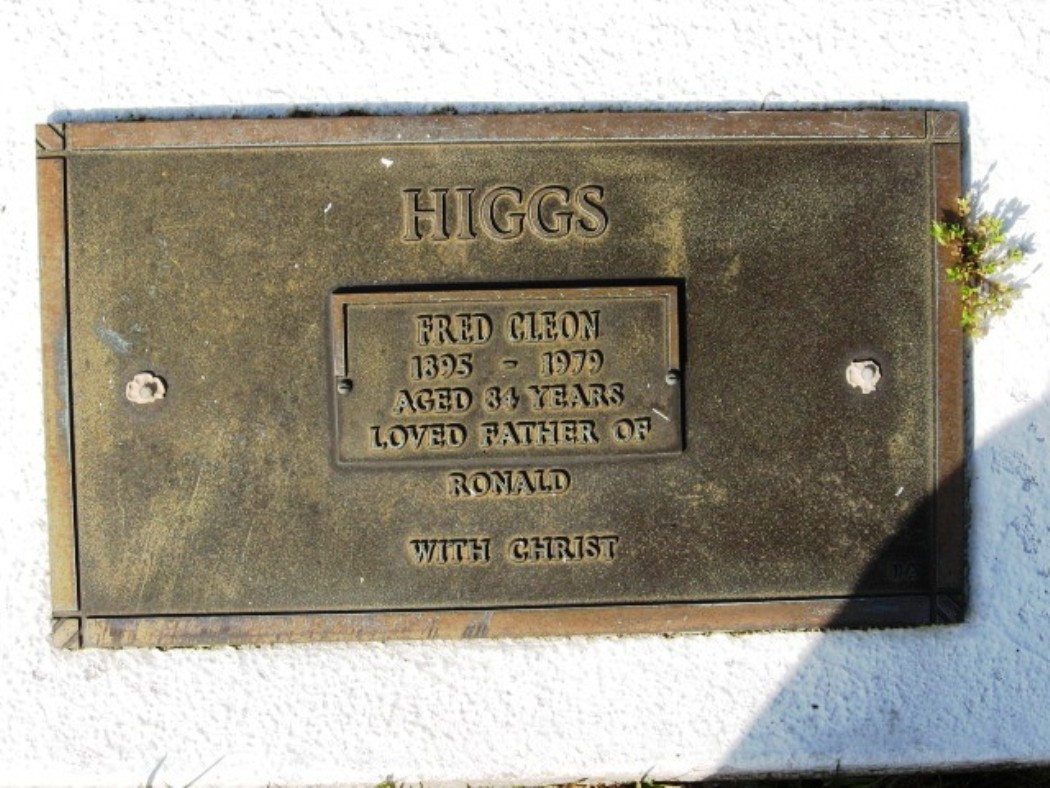 HIGGS
FRED CLEON
1895 - 1979
AGED 84 YEARS
LOVED FATHER OF
RONALD
WITH CHRIST